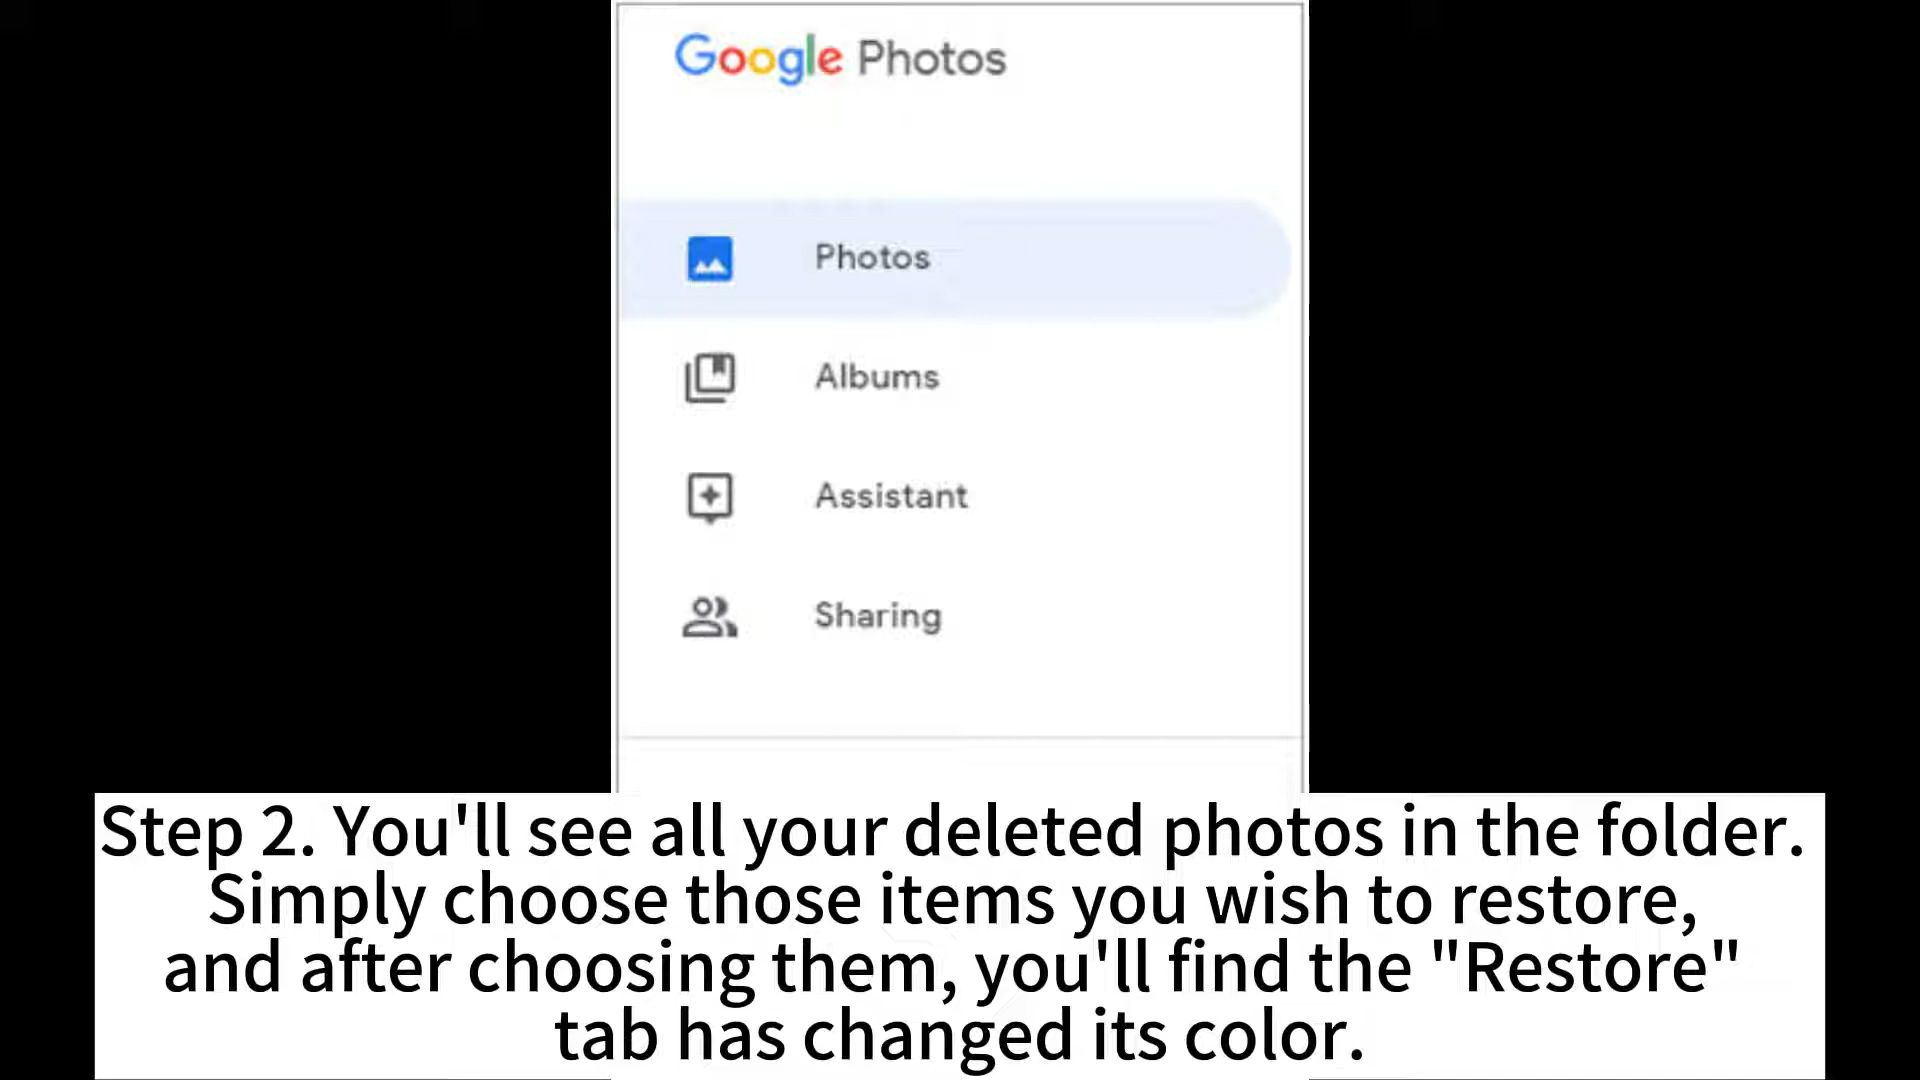 Google Photos
Photos
Albums
Assistant
Sharing
Step 2. You'll see all your deleted photos in the folder.
Simply choose those items you wish to restore,
and after choosing them, you'll find the "Restore"
tab has changed its color.